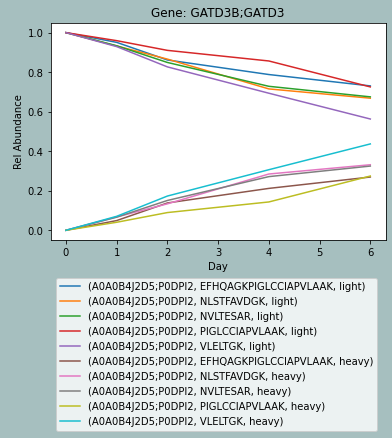 Gene: GATD3B;GATD3
1.0
0.8
0.6
0.4
0.2
0.0
Rel Abundance
0 1 2 3 4 5 6
Day
(A0A0B4J2D5;P0DPI2, EFHQAGKPIGLCCIAPVLAAK, light)
(A0A0B4J2D5;P0DPI2, NLSTFAVDGK, light)
(A0A0B4J2D5;P0DPI2, NVLTESAR, light)
(A0A0B4J2D5;P0DPI2, PIGLCCIAPVLAAK, light)
(A0A0B4J2D5;P0DPI2, VLELTGK, light)
(A0A0B4J2D5;P0DPI2, EFHQAGKPIGLCCIAPVLAAK, heavy)
(A0A0B4J2D5;P0DPI2, NLSTFAVDGK, heavy)
(A0A0B4J2D5;P0DPI2, NVLTESAR, heavy)
(A0A0B4J2D5;P0DPI2, PIGLCCIAPVLAAK, heavy)
(A0A0B4J2D5;P0DPI2, VLELTGK, heavy)